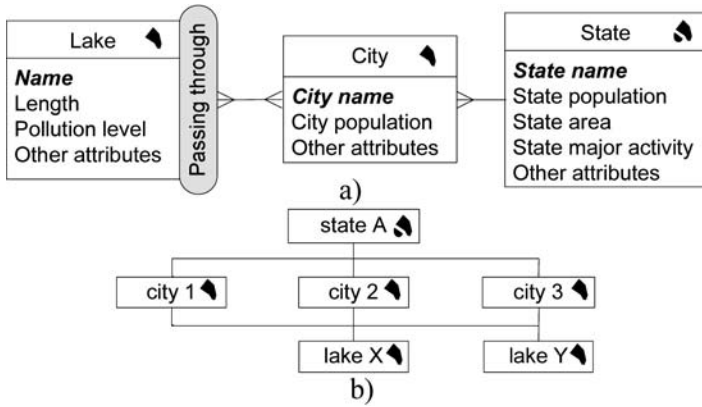 Lake
Name
Length
Pollution level
Other attributes
Passing through
City
City name
City population
Other attributes
State
State name
State population
State area
State major activity
Other attributes
a)
state A
city 1
city 2
city 3
lake X
lake Y
b)